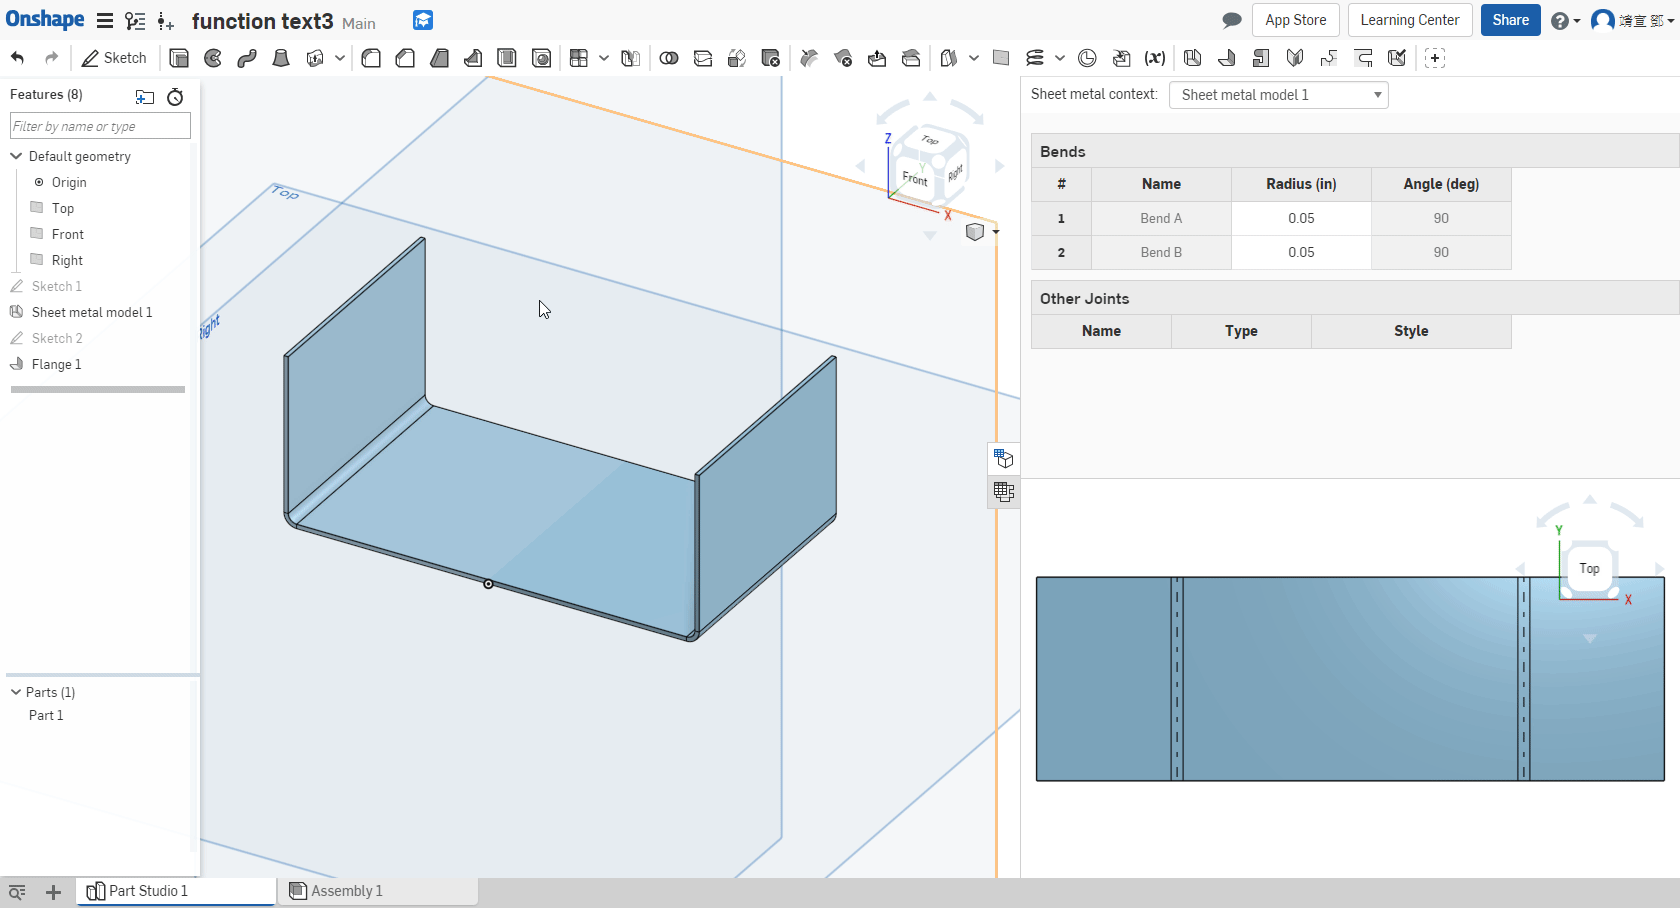 Onshape function text3 Main App Store Learning Center Share 靖宣 鄧
Sketch (x)
Features (8)
Filter by name or type
Default geometry
Origin
Top
Front
Right
Sketch 1
Sheet metal model 1
Sketch 2
Flange 1
Parts (1)
Part 1
Top
Right
Z
Top
Front
Right
Y
X
Sheet metal context: Sheet metal model 1
Bends
# Name Radius (in) Angle (deg)
1 Bend A 0.05 90
2 Bend B 0.05 90
Other Joints
Name Type Style
Y
Top
X
Part Studio 1 Assembly 1